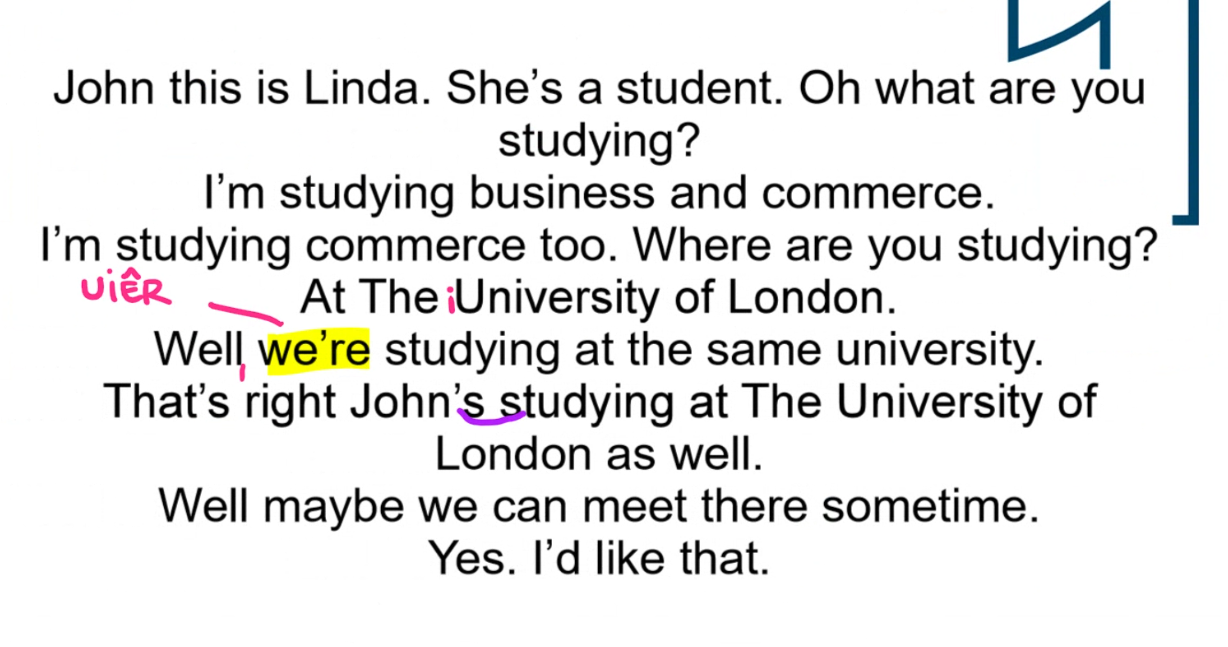 John this is Linda. She’s a student. Oh what are you
studying?
I’m studying business and commerce.
I’m studying commerce too. Where are you studying?
UiÊR
At The iUniversity of London.
Well, we’re studying at the same university.
That’s right John’s studying at The University of
London as well.
Well maybe we can meet there sometime.
Yes. I’d like that.